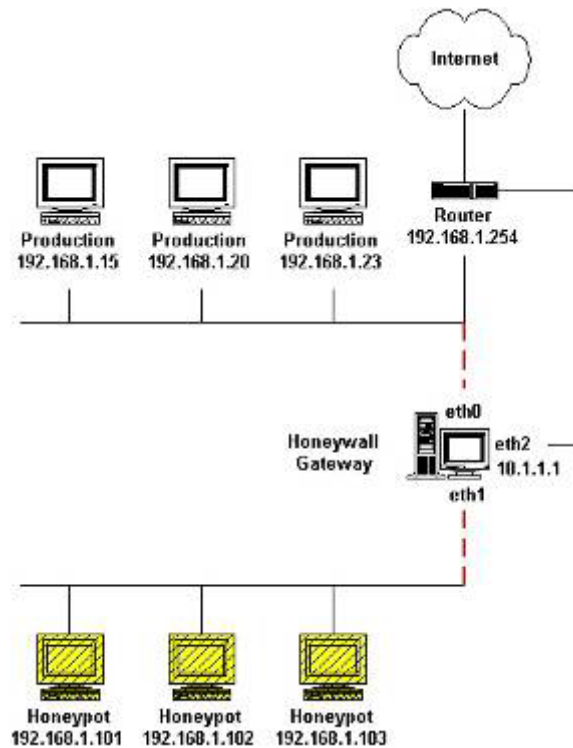 Internet
Router
192.168.1.254
Production
192.168.1.15
Production
192.168.1.20
Production
192.168.1.23
Honeywall
Gateway
eth0
eth2
10.1.1.1
eth1
Honeypot
192.168.1.101
Honeypot
192.168.1.102
Honeypot
192.168.1.103